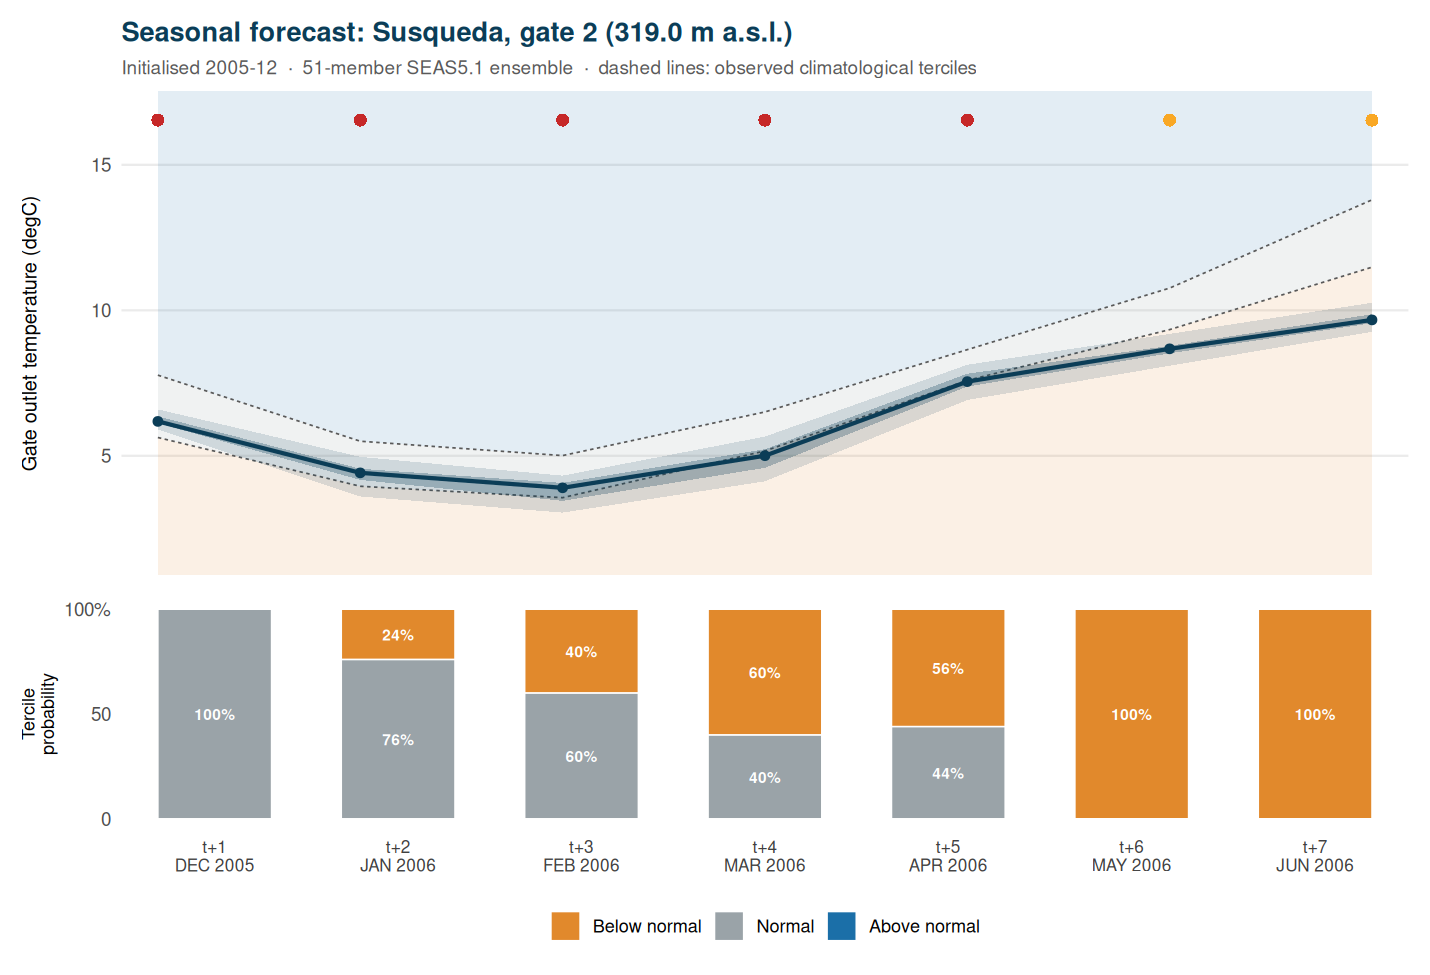 Seasonal forecast: Susqueda, gate 2 (319.0 m a.s.l.)
Initialised 2005-12 · 51-member SEAS5.1 ensemble · dashed lines: observed climatological terciles
Gate outlet temperature (degC)
15
10
5
Tercile
probability
100%
50
0
100%
24%
76%
40%
60%
60%
40%
56%
44%
100%
100%
t+1
DEC 2005
t+2
JAN 2006
t+3
FEB 2006
t+4
MAR 2006
t+5
APR 2006
t+6
MAY 2006
t+7
JUN 2006
Below normal
Normal
Above normal